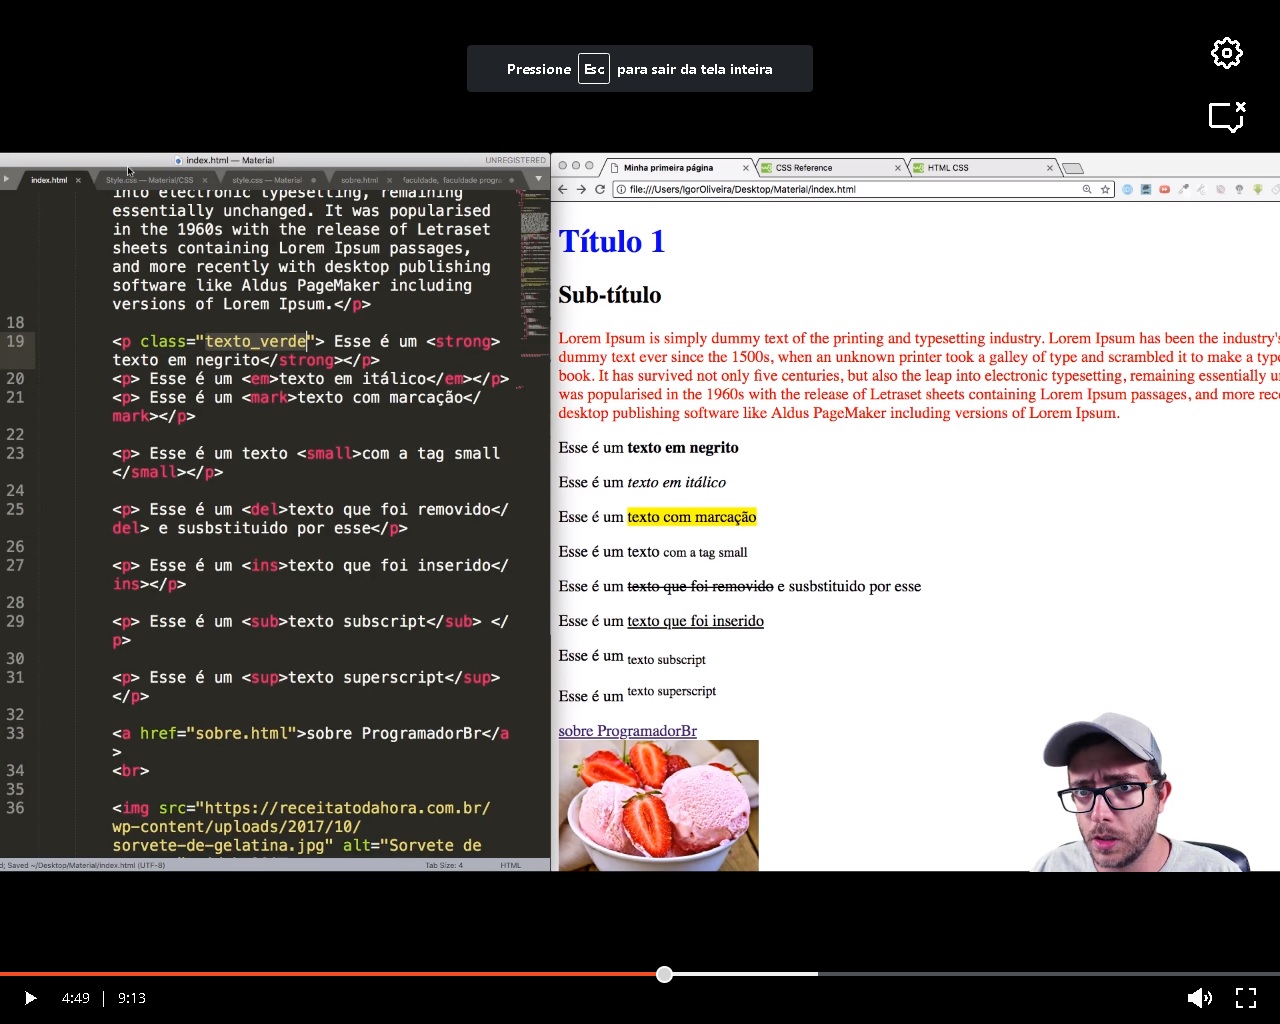 Pressione Esc para sair da tela inteira
index.html — Material
UNREGISTERED
index.html
Style.css — Material/CSS
style.css — Material
sobre.html
faculdade, faculdade progra
into electronic typesetting, remaining
essentially unchanged. It was popularised
in the 1960s with the release of Letraset
sheets containing Lorem Ipsum passages,
and more recently with desktop publishing
software like Aldus PageMaker including
versions of Lorem Ipsum.</p>
18
19 <p class="texto_verde"> Esse é um <strong>
texto em negrito</strong></p>
20 <p> Esse é um <em>texto em itálico</em></p>
21 <p> Esse é um <mark>texto com marcação</
mark></p>
22
23 <p> Esse é um texto <small>com a tag small
</small></p>
24
25 <p> Esse é um <del>texto que foi removido</
del> e susbstituido por esse</p>
26
27 <p> Esse é um <ins>texto que foi inserido</
ins></p>
28
29 <p> Esse é um <sub>texto subscript</sub> </
p>
30
31 <p> Esse é um <sup>texto superscript</sup>
</p>
32
33 <a href="sobre.html">sobre ProgramadorBr</a
>
34 <br>
35
36 <img src="https://receitatodahora.com.br/
wp-content/uploads/2017/10/
sorvete-de-gelatina.jpg" alt="Sorvete de
d; Saved ~/Desktop/Material/index.html (UTF-8)
Tab Size: 4
HTML
Minha primeira página
CSS Reference
HTML CSS
file:///Users/IgorOliveira/Desktop/Material/index.html
Título 1
Sub-título
Lorem Ipsum is simply dummy text of the printing and typesetting industry. Lorem Ipsum has been the industry's
dummy text ever since the 1500s, when an unknown printer took a galley of type and scrambled it to make a type
book. It has survived not only five centuries, but also the leap into electronic typesetting, remaining essentially u
was popularised in the 1960s with the release of Letraset sheets containing Lorem Ipsum passages, and more rec
desktop publishing software like Aldus PageMaker including versions of Lorem Ipsum.
Esse é um texto em negrito
Esse é um texto em itálico
Esse é um texto com marcação
Esse é um texto com a tag small
Esse é um texto que foi removido e susbstituido por esse
Esse é um texto que foi inserido
Esse é um texto subscript
Esse é um texto superscript
sobre ProgramadorBr
4:49 | 9:13